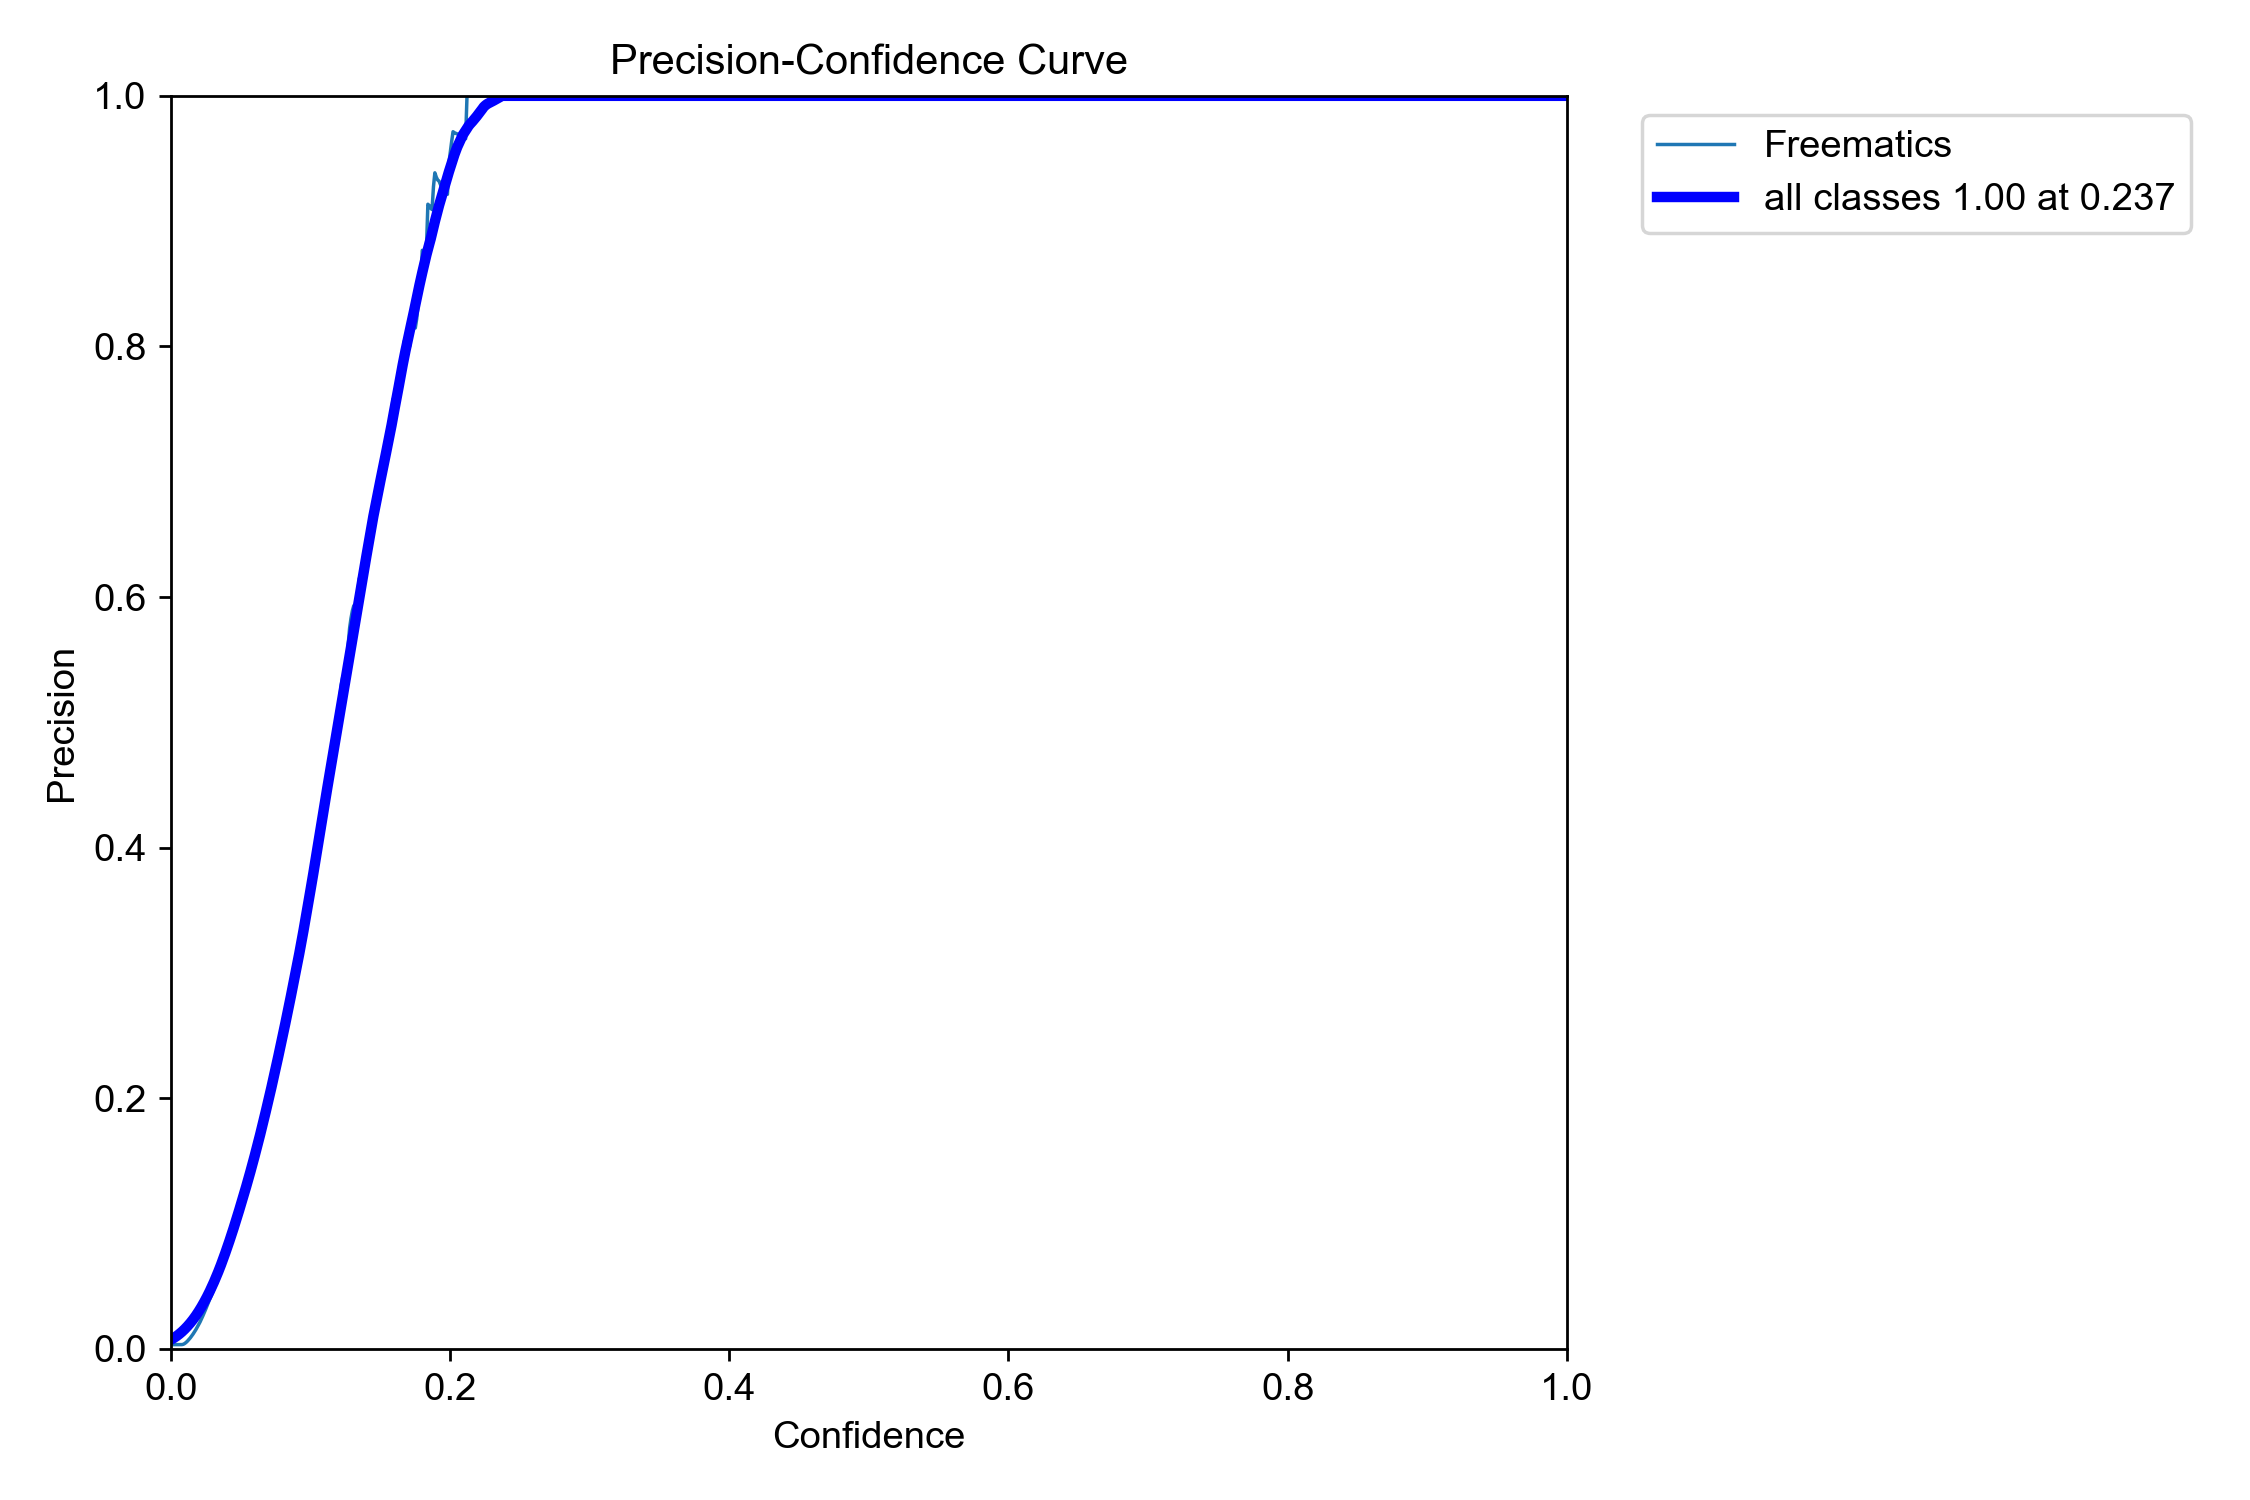 Precision-Confidence Curve
1.0
0.8
0.6
0.4
0.2
0.0
Precision
0.0 0.2 0.4 0.6 0.8 1.0
Confidence
Freematics
all classes 1.00 at 0.237